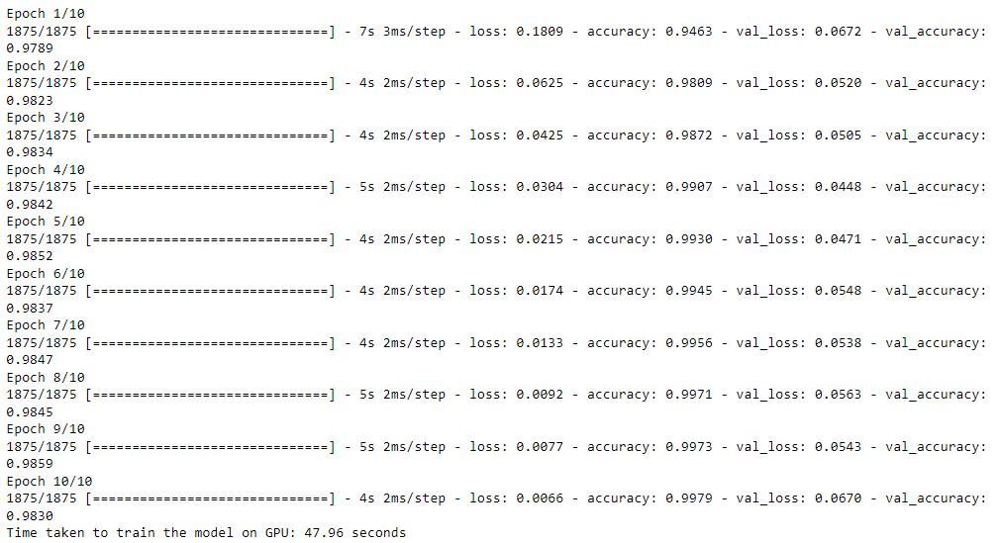 Epoch 1/10
1875/1875 [==============================] - 7s 3ms/step - loss: 0.1809 - accuracy: 0.9463 - val_loss: 0.0672 - val_accuracy:
0.9789
Epoch 2/10
1875/1875 [==============================] - 4s 2ms/step - loss: 0.0625 - accuracy: 0.9809 - val_loss: 0.0520 - val_accuracy:
0.9823
Epoch 3/10
1875/1875 [==============================] - 4s 2ms/step - loss: 0.0425 - accuracy: 0.9872 - val_loss: 0.0505 - val_accuracy:
0.9834
Epoch 4/10
1875/1875 [==============================] - 5s 2ms/step - loss: 0.0304 - accuracy: 0.9907 - val_loss: 0.0448 - val_accuracy:
0.9842
Epoch 5/10
1875/1875 [==============================] - 4s 2ms/step - loss: 0.0215 - accuracy: 0.9930 - val_loss: 0.0471 - val_accuracy:
0.9852
Epoch 6/10
1875/1875 [==============================] - 4s 2ms/step - loss: 0.0174 - accuracy: 0.9945 - val_loss: 0.0548 - val_accuracy:
0.9837
Epoch 7/10
1875/1875 [==============================] - 4s 2ms/step - loss: 0.0133 - accuracy: 0.9956 - val_loss: 0.0538 - val_accuracy:
0.9847
Epoch 8/10
1875/1875 [==============================] - 5s 2ms/step - loss: 0.0092 - accuracy: 0.9971 - val_loss: 0.0563 - val_accuracy:
0.9845
Epoch 9/10
1875/1875 [==============================] - 5s 2ms/step - loss: 0.0077 - accuracy: 0.9973 - val_loss: 0.0543 - val_accuracy:
0.9859
Epoch 10/10
1875/1875 [==============================] - 4s 2ms/step - loss: 0.0066 - accuracy: 0.9979 - val_loss: 0.0670 - val_accuracy:
0.9830
Time taken to train the model on GPU: 47.96 seconds